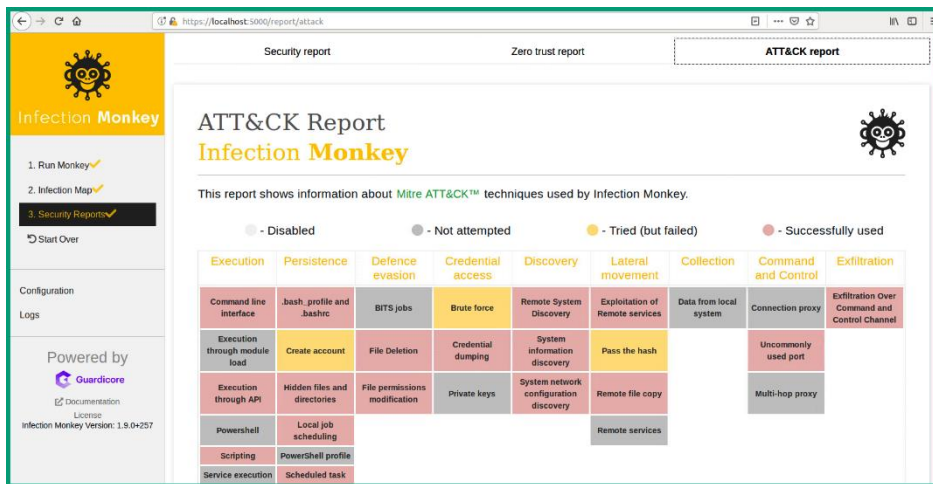 https://localhost:5000/report/attack
Infection Monkey
1. Run Monkey
2. Infection Map
3. Security Reports
Start Over
Configuration
Logs
Powered by
Guardicore
Documentation
License
Infection Monkey Version: 1.9.0+257
Security report
Zero trust report
ATT&CK report
ATT&CK Report
Infection Monkey
This report shows information about Mitre ATT&CK™ techniques used by Infection Monkey.
- Disabled
- Not attempted
- Tried (but failed)
- Successfully used
Execution
Persistence
Defence
evasion
Credential
access
Discovery
Lateral
movement
Collection
Command
and Control
Exfiltration
Command line
interface
.bash_profile and
.bashrc
BITS jobs
Brute force
Remote System
Discovery
Exploitation of
Remote services
Data from local
system
Connection proxy
Exfiltration Over
Command and
Control Channel
Execution
through module
load
Create account
File Deletion
Credential
dumping
System
information
discovery
Pass the hash
Uncommonly
used port
Execution
through API
Hidden files and
directories
File permissions
modification
Private keys
System network
configuration
discovery
Remote file copy
Multi-hop proxy
Powershell
Local job
scheduling
Remote services
Scripting
PowerShell profile
Service execution
Scheduled task